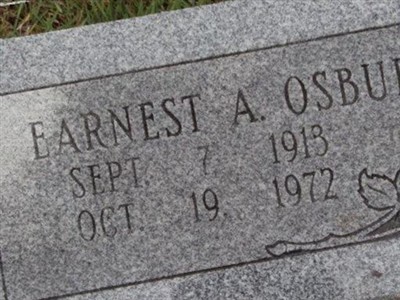 EARNEST A. OSBU
SEPT. 7 1913
OCT. 19, 1972